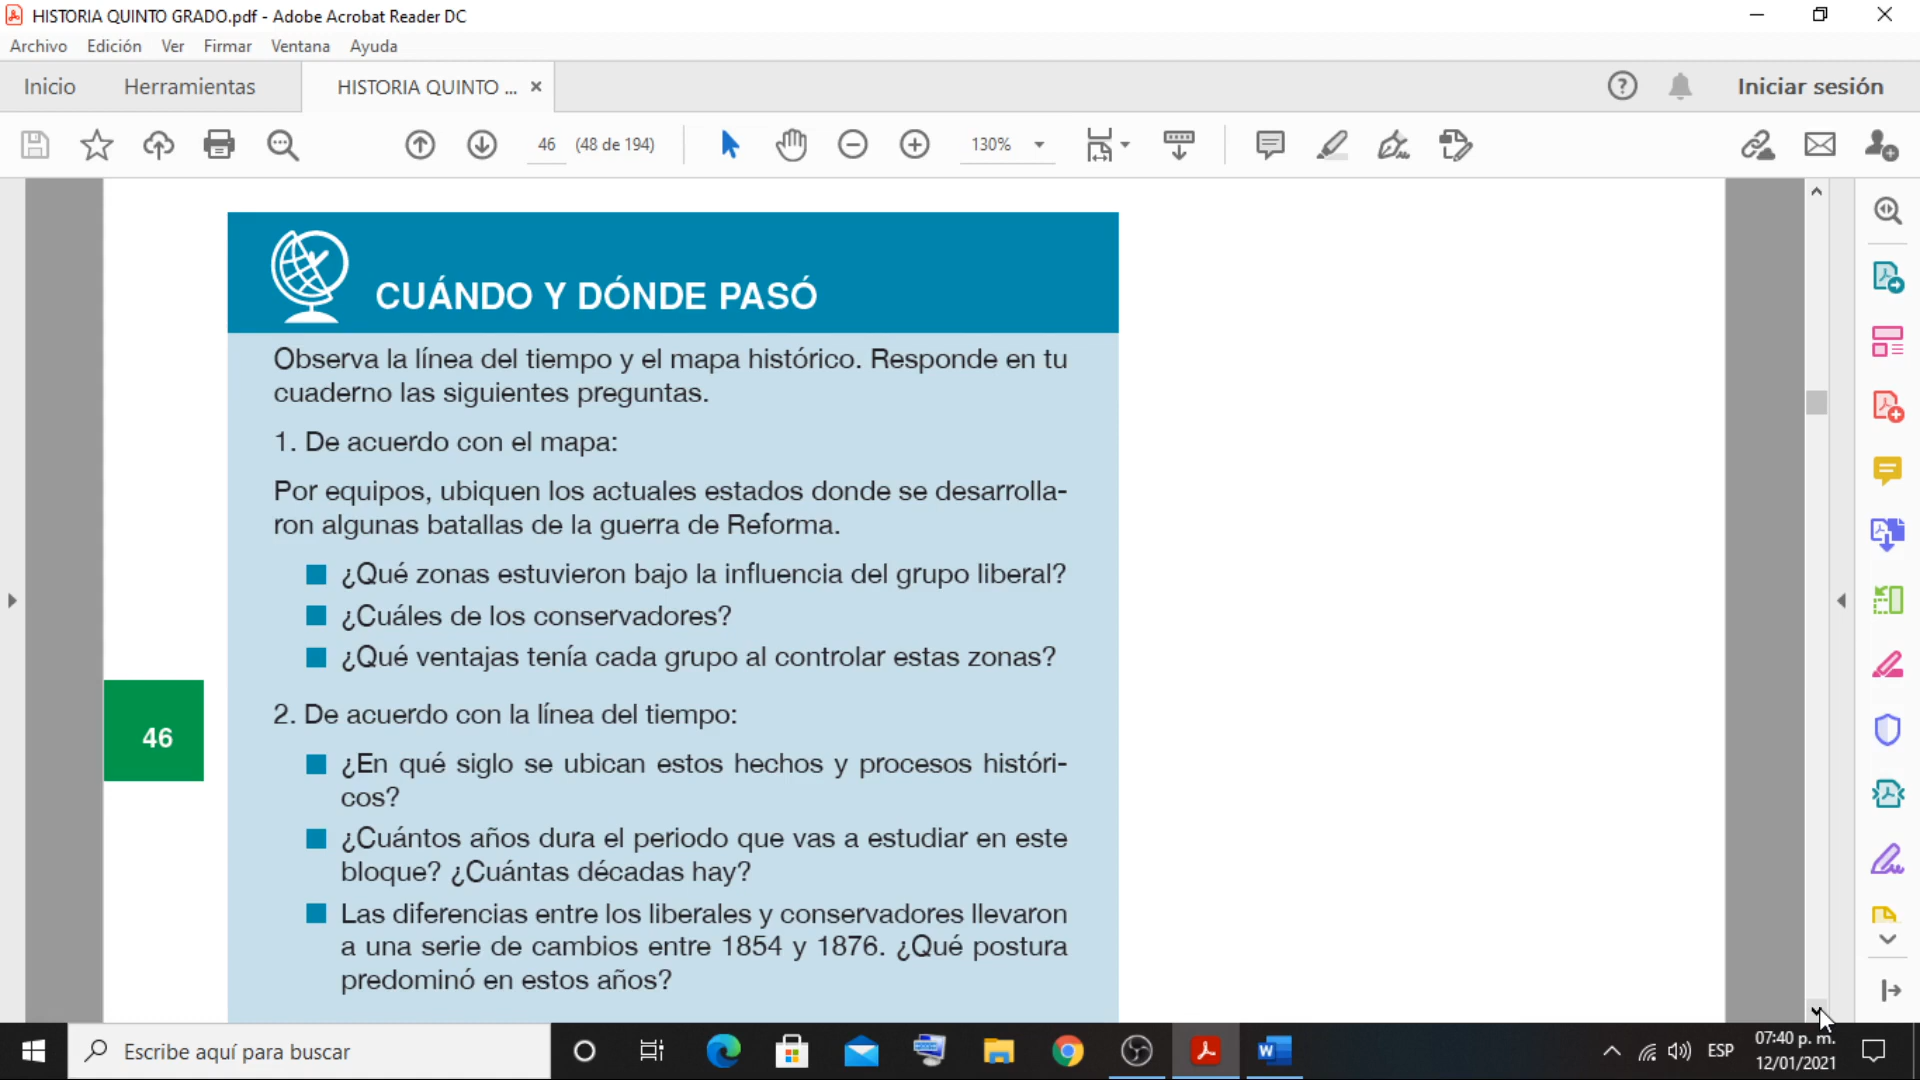 HISTORIA QUINTO GRADO.pdf - Adobe Acrobat Reader DC
Archivo Edición Ver Firmar Ventana Ayuda
Inicio Herramientas HISTORIA QUINTO ... Iniciar sesión
46 (48 de 194) 130%
CUÁNDO Y DÓNDE PASÓ
Observa la línea del tiempo y el mapa histórico. Responde en tu
cuaderno las siguientes preguntas.
1. De acuerdo con el mapa:
Por equipos, ubiquen los actuales estados donde se desarrolla-
ron algunas batallas de la guerra de Reforma.
¿Qué zonas estuvieron bajo la influencia del grupo liberal?
¿Cuáles de los conservadores?
¿Qué ventajas tenía cada grupo al controlar estas zonas?
46
2. De acuerdo con la línea del tiempo:
¿En qué siglo se ubican estos hechos y procesos históri-
cos?
¿Cuántos años dura el periodo que vas a estudiar en este
bloque? ¿Cuántas décadas hay?
Las diferencias entre los liberales y conservadores llevaron
a una serie de cambios entre 1854 y 1876. ¿Qué postura
predominó en estos años?
Escribe aquí para buscar
ESP
07:40 p. m.
12/01/2021